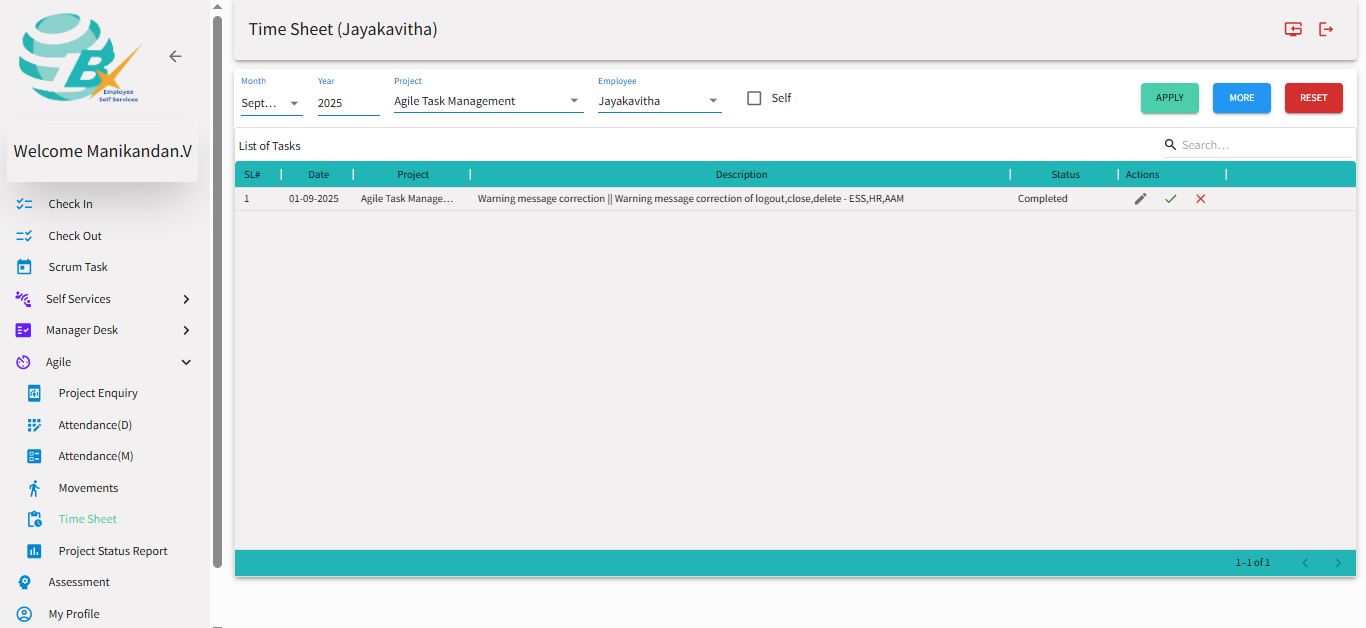 BX
Employee
Self Services
Welcome Manikandan.V
Check In
Check Out
Scrum Task
Self Services
Manager Desk
Agile
Project Enquiry
Attendance(D)
Attendance(M)
Movements
Time Sheet
Project Status Report
Assessment
My Profile
Time Sheet (Jayakavitha)
Month Year Project Employee
Sept... 2025 Agile Task Management Jayakavitha Self APPLY MORE RESET
List of Tasks Search...
SL# Date Project Description Status Actions
1 01-09-2025 Agile Task Manage... Warning message correction || Warning message correction of logout,close,delete - ESS,HR,AAM Completed
1–1 of 1